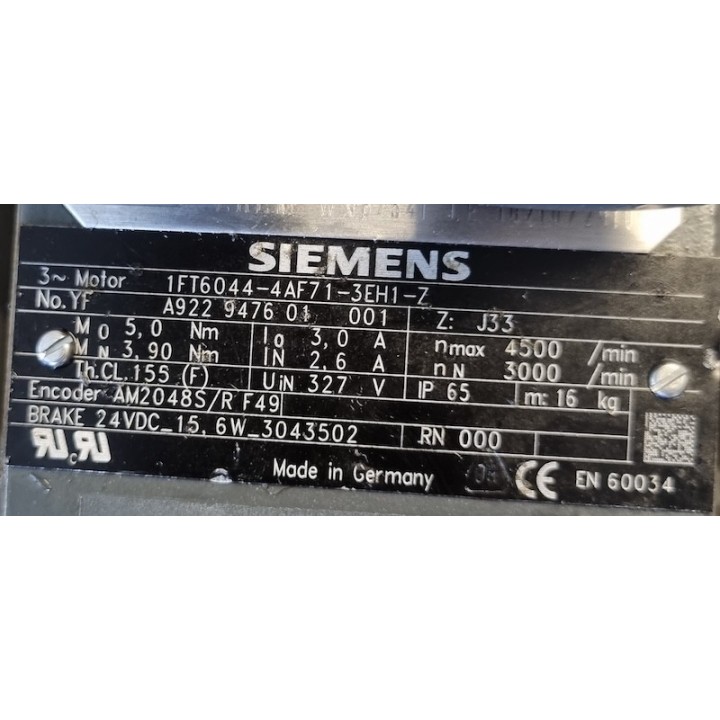 SIEMENS
3~ Motor 1FT6044-4AF71-3EH1-Z
No.YF A922 9476 01 001 Z: J33
M0 5,0 Nm I0 3,0 A nmax 4500 /min
MN 3,90 Nm IN 2,6 A nN 3000 /min
Th.CL.155 (F) UIN 327 V IP 65 m: 16 kg
Encoder AM2048S/R F49
BRAKE 24VDC_15,6W_3043502 RN 000
Made in Germany CE EN 60034